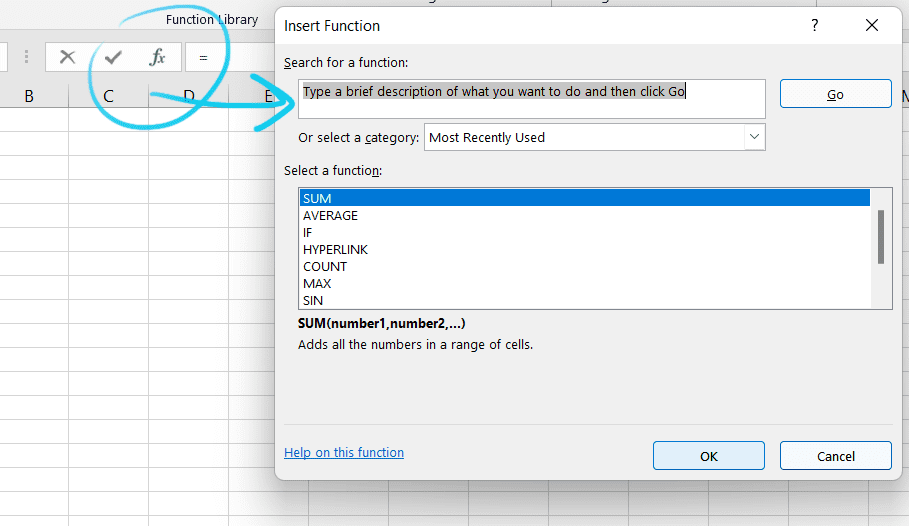 Function Library
Insert Function
?
Search for a function:
fx
=
Type a brief description of what you want to do and then click Go
Go
B C D E
Or select a category: Most Recently Used
Select a function:
SUM
AVERAGE
IF
HYPERLINK
COUNT
MAX
SIN
SUM(number1,number2,...)
Adds all the numbers in a range of cells.
Help on this function
OK
Cancel